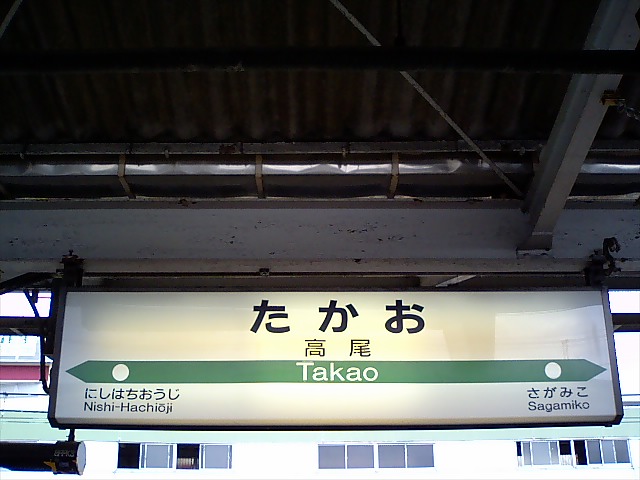 たかお
高尾
Takao
にしはちおうじ
Nishi-Hachiōji
さがみこ
Sagamiko